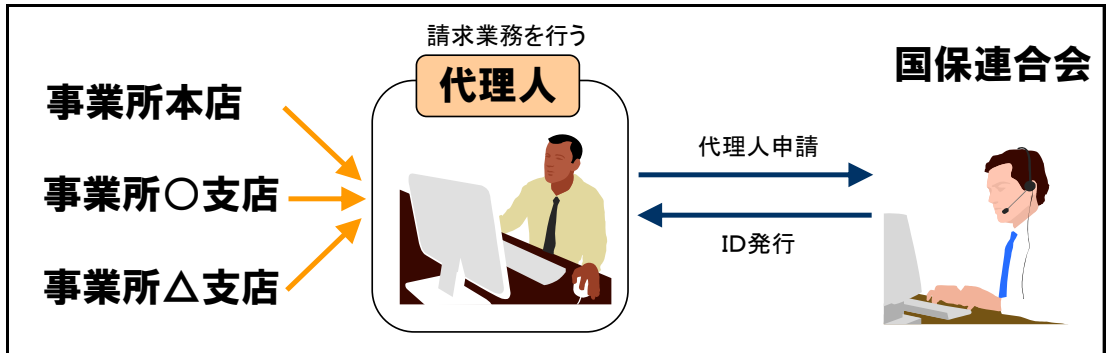 請求業務を行う
代理人
国保連合会
事業所本店
事業所○支店
事業所△支店
代理人申請
ID発行